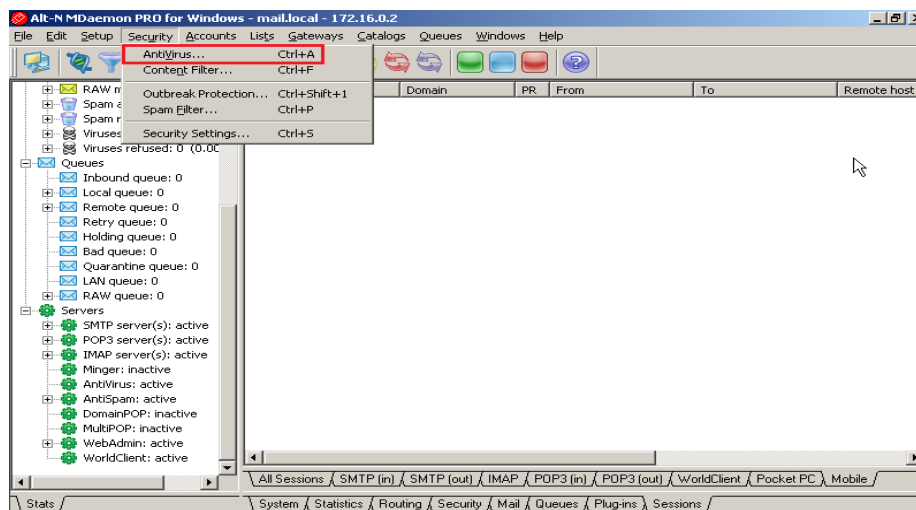 Alt-N MDaemon PRO for Windows - mail.local - 172.16.0.2
File Edit Setup Security Accounts Lists Gateways Catalogs Queues Windows Help
AntiVirus... Ctrl+A
Content Filter... Ctrl+F
Outbreak Protection... Ctrl+Shift+1
Spam Filter... Ctrl+P
Security Settings... Ctrl+S
Domain PR From To Remote host
RAW
Spam
Spam
Viruses
Viruses refused: 0 (0.00
Queues
Inbound queue: 0
Local queue: 0
Remote queue: 0
Retry queue: 0
Holding queue: 0
Bad queue: 0
Quarantine queue: 0
LAN queue: 0
RAW queue: 0
Servers
SMTP server(s): active
POP3 server(s): active
IMAP server(s): active
Minger: inactive
AntiVirus: active
AntiSpam: active
DomainPOP: inactive
MultiPOP: inactive
WebAdmin: active
WorldClient: active
All Sessions SMTP (in) SMTP (out) IMAP POP3 (in) POP3 (out) WorldClient Pocket PC Mobile
Stats
System Statistics Routing Security Mail Queues Plug-ins Sessions